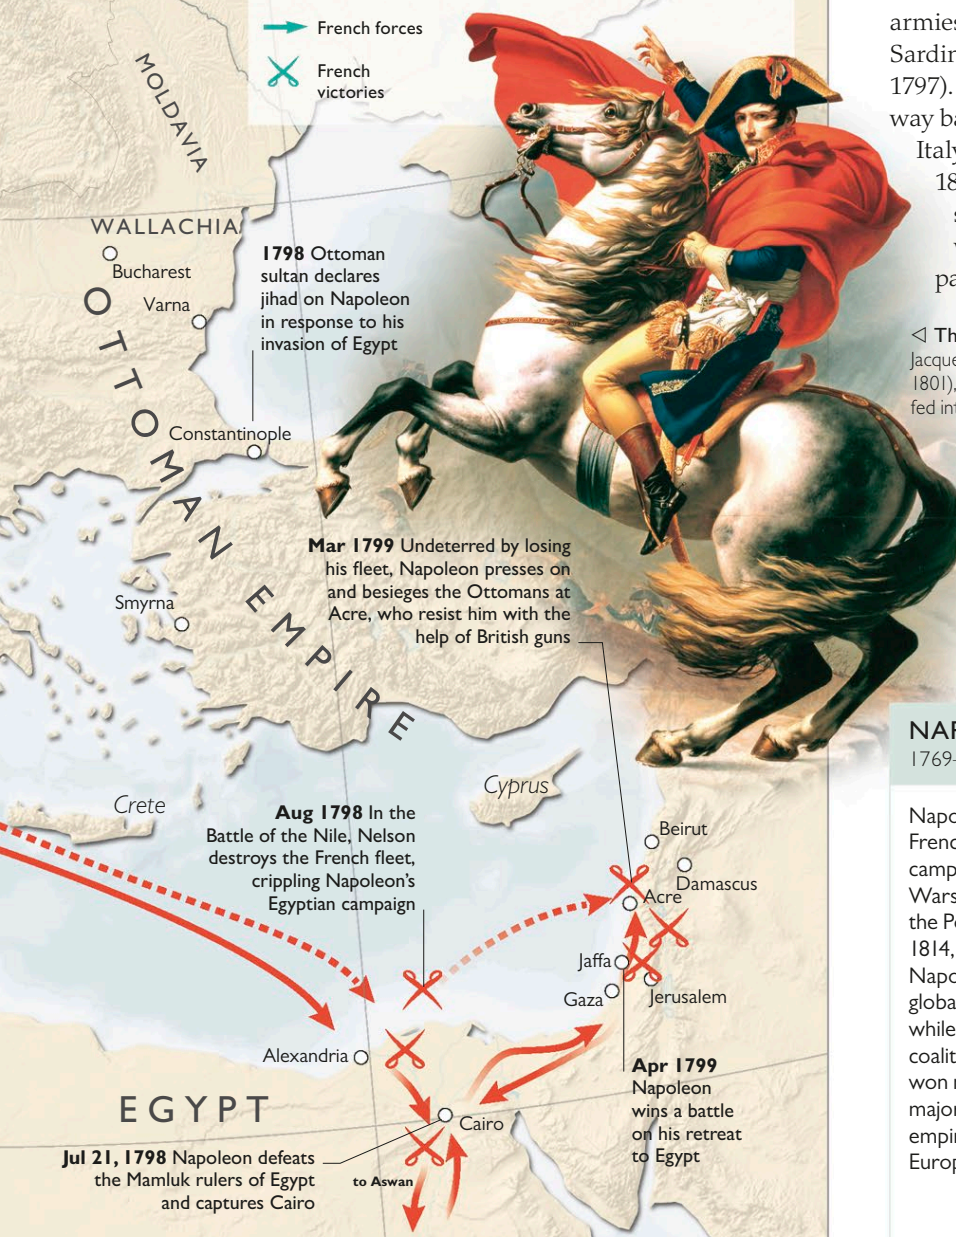 French forces
French
victories
MOLDAVIA
WALLACHIA
Bucharest
Varna
OTTOMAN EMPIRE
1798 Ottoman
sultan declares
jihad on Napoleon
in response to his
invasion of Egypt
Constantinople
Mar 1799 Undeterred by losing
his fleet, Napoleon presses on
and besieges the Ottomans at
Acre, who resist him with the
help of British guns
Smyrna
Crete
Cyprus
Aug 1798 In the
Battle of the Nile, Nelson
destroys the French fleet,
crippling Napoleon's
Egyptian campaign
Beirut
Damascus
Acre
Jaffa
Gaza
Jerusalem
Alexandria
EGYPT
Cairo
Apr 1799
Napoleon
wins a battle
on his retreat
to Egypt
Jul 21, 1798 Napoleon defeats
the Mamluk rulers of Egypt
and captures Cairo
to Aswan
armies
Sardin
1797).
way ba
Italy
18
pa
◁ Th
Jacque
1801),
fed int
NAP
1769–
Napo
Frenc
camp
Wars
the Pe
1814,
Napo
globa
while
coalit
won r
major
empir
Europ